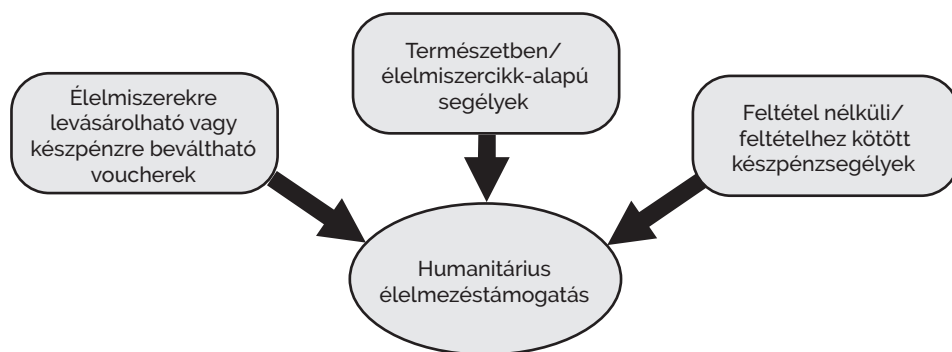 Élelmiszerekre
levásárolható vagy
készpénzre beváltható
voucherek
Természetben/
élelmiszercikk-alapú
segélyek
Feltétel nélküli/
feltételhez kötött
készpénzsegélyek
Humanitárius
élelmezéstámogatás